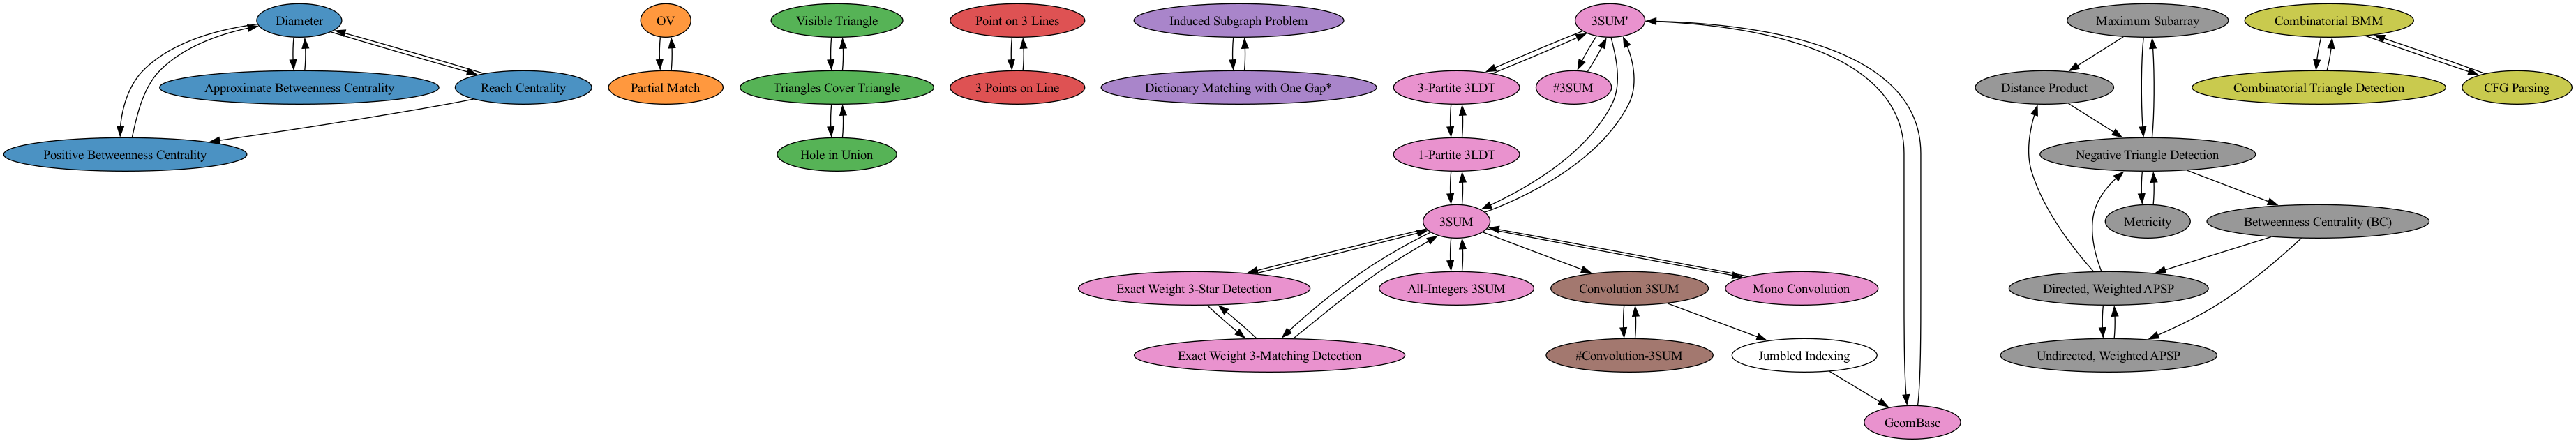 Diameter
OV
Visible Triangle
Point on 3 Lines
Induced Subgraph Problem
3SUM'
Maximum Subarray
Combinatorial BMM
Approximate Betweenness Centrality
Reach Centrality
Partial Match
Triangles Cover Triangle
3 Points on Line
Dictionary Matching with One Gap*
3-Partite 3LDT
#3SUM
Distance Product
Combinatorial Triangle Detection
CFG Parsing
Positive Betweenness Centrality
Hole in Union
1-Partite 3LDT
Negative Triangle Detection
3SUM
Metricity
Betweenness Centrality (BC)
Exact Weight 3-Star Detection
All-Integers 3SUM
Convolution 3SUM
Mono Convolution
Directed, Weighted APSP
Exact Weight 3-Matching Detection
#Convolution-3SUM
Jumbled Indexing
Undirected, Weighted APSP
GeomBase